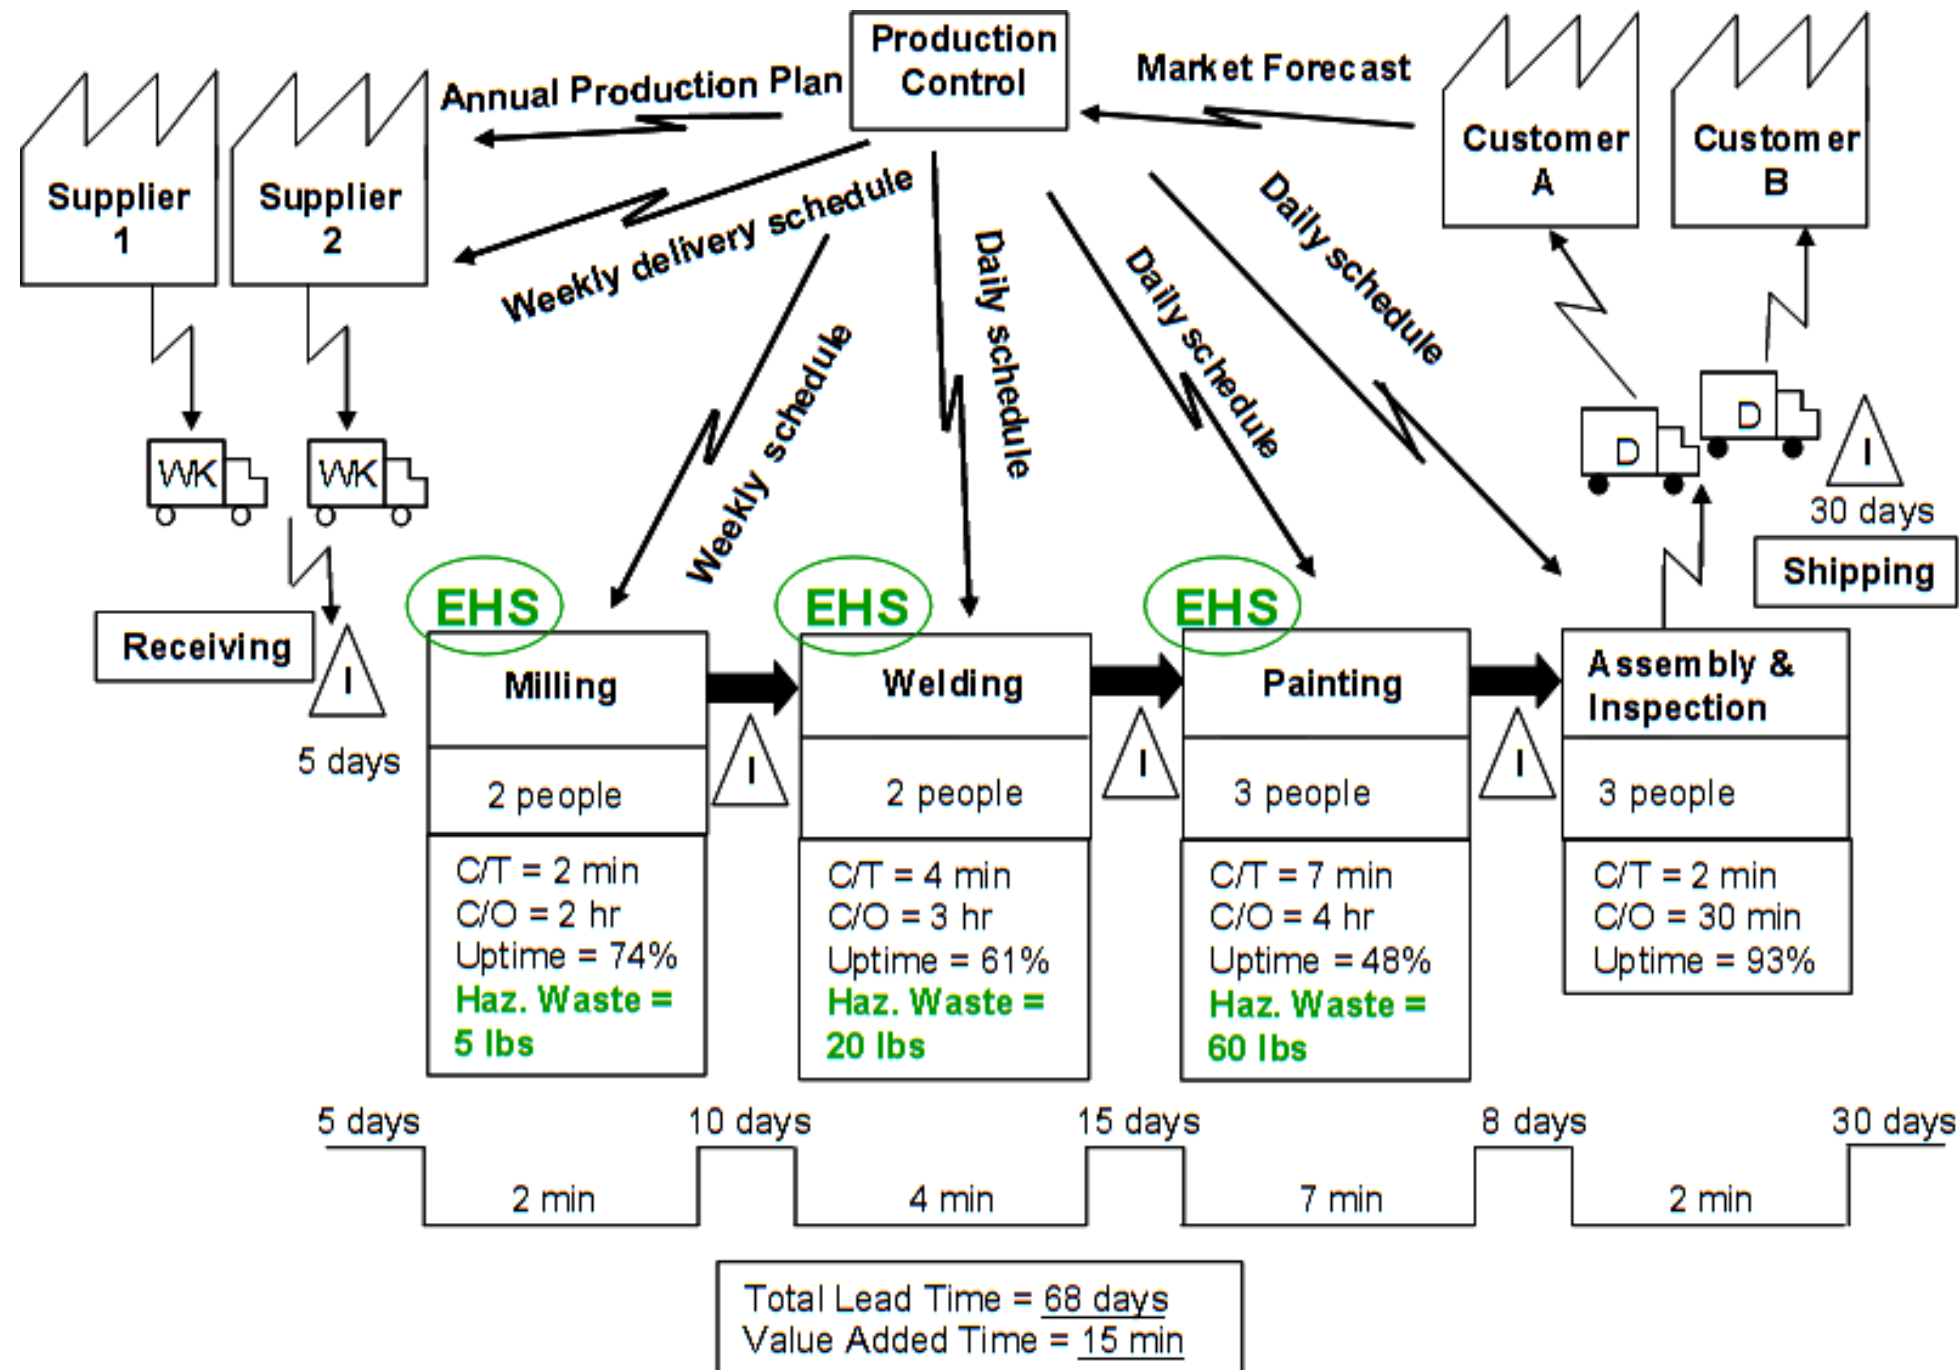 Production
Control
Annual Production Plan
Market Forecast
Customer
A
Customer
B
Supplier
1
Supplier
2
Weekly delivery schedule
Weekly schedule
Daily schedule
Daily schedule
Daily schedule
WK
WK
D
D
I
30 days
Shipping
Receiving
I
5 days
EHS
EHS
EHS
Milling
Welding
Painting
Assembly &
Inspection
I
I
I
2 people
2 people
3 people
3 people
C/T = 2 min
C/O = 2 hr
Uptime = 74%
Haz. Waste =
5 lbs
C/T = 4 min
C/O = 3 hr
Uptime = 61%
Haz. Waste =
20 lbs
C/T = 7 min
C/O = 4 hr
Uptime = 48%
Haz. Waste =
60 lbs
C/T = 2 min
C/O = 30 min
Uptime = 93%
5 days
10 days
15 days
8 days
30 days
2 min
4 min
7 min
2 min
Total Lead Time = 68 days
Value Added Time = 15 min